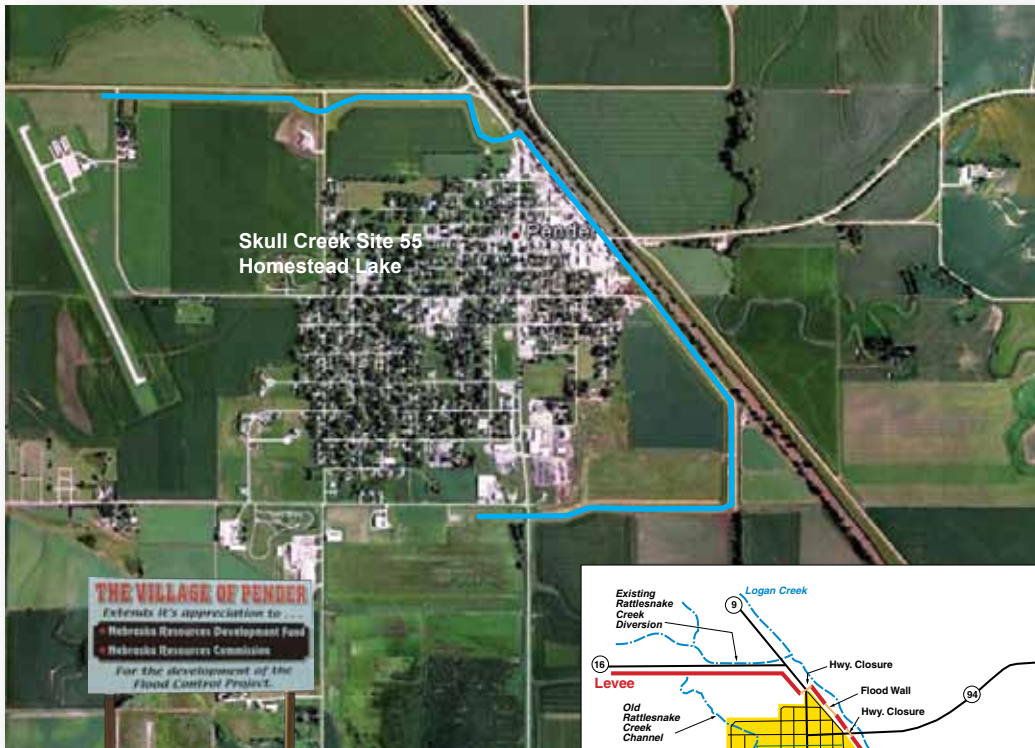 Skull Creek Site 55
Homestead Lake
Pender
THE VILLAGE OF PENDER
Extends it's appreciation to ...
Nebraska Resources Development Fund
Nebraska Resources Commission
For the development of the
Flood Control Project.
Existing
Rattlesnake
Creek
Diversion
9
Logan Creek
16
Levee
Hwy. Closure
Flood Wall
94
Hwy. Closure
Old
Rattlesnake
Creek
Channel